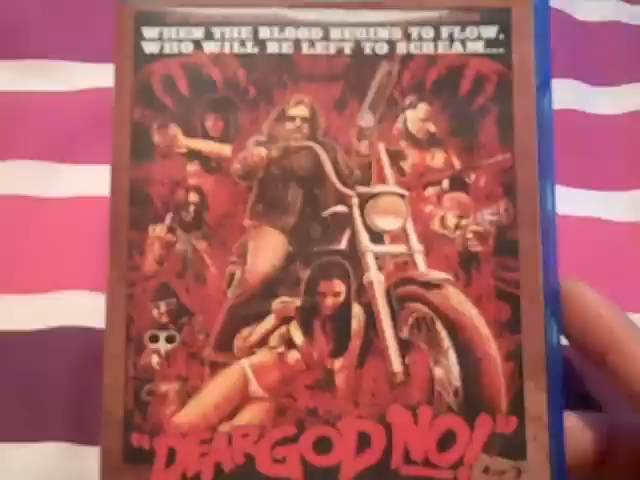 WHEN THE BLOOD BEGINS TO FLOW,
WHO WILL BE LEFT TO SCREAM...
"DEAR GOD NO!"